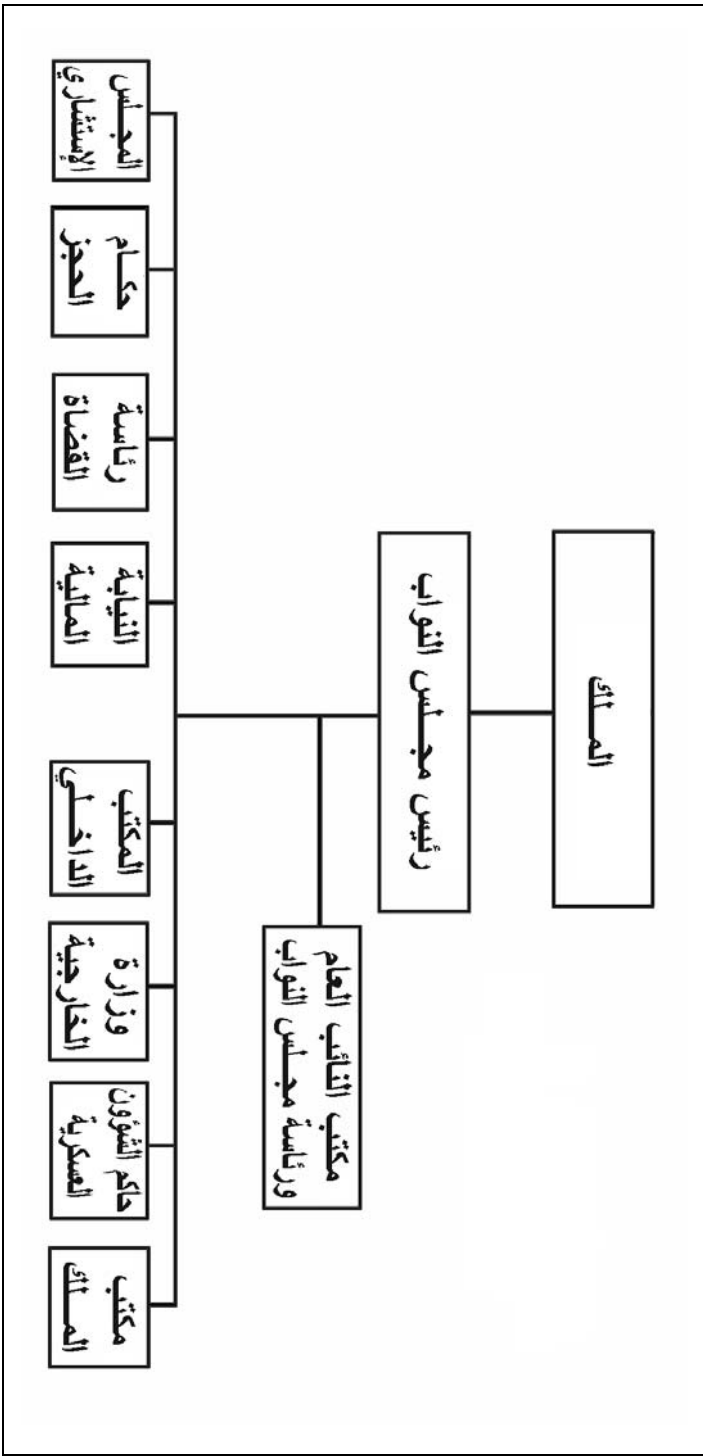 الملك
رئيس مجلس النواب
مكتب النائب العام
ورئاسة مجلس النواب
مكتب
الملك
حاكم الشؤون
العسكرية
وزارة
الخارجية
المكتب
الداخلي
النيابة
المالية
رئاسة
القضاة
حكام
الحجز
المجلس
الإستشاري